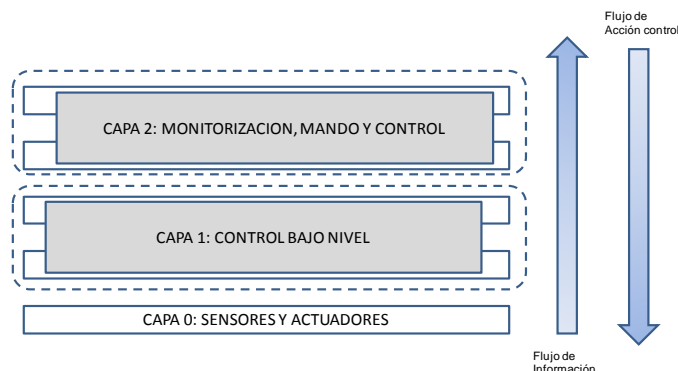 Flujo de
Acción control
CAPA 2: MONITORIZACION, MANDO Y CONTROL
CAPA 1: CONTROL BAJO NIVEL
CAPA 0: SENSORES Y ACTUADORES
Flujo de
Información